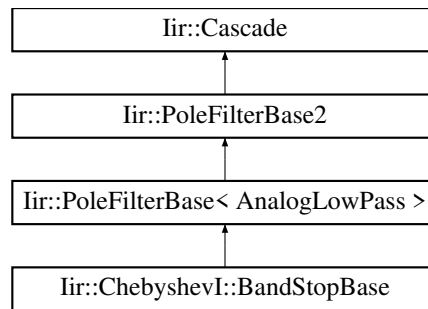 Iir::Cascade
Iir::PoleFilterBase2
Iir::PoleFilterBase< AnalogLowPass >
Iir::ChebyshevI::BandStopBase